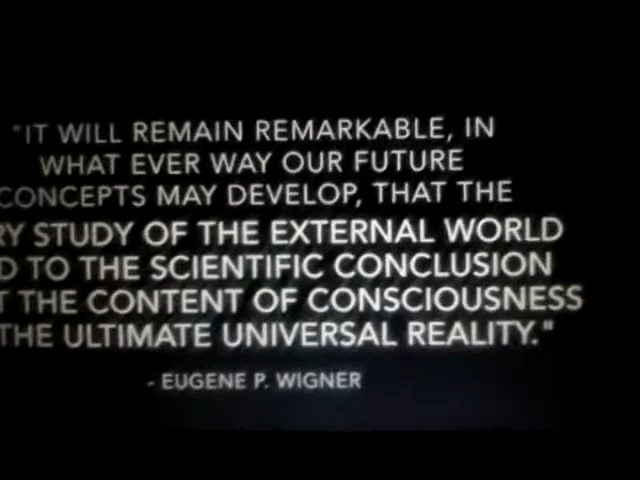 "IT WILL REMAIN REMARKABLE, IN
WHAT EVER WAY OUR FUTURE
CONCEPTS MAY DEVELOP, THAT THE
RY STUDY OF THE EXTERNAL WORLD
D TO THE SCIENTIFIC CONCLUSION
T THE CONTENT OF CONSCIOUSNESS
THE ULTIMATE UNIVERSAL REALITY."
- EUGENE P. WIGNER